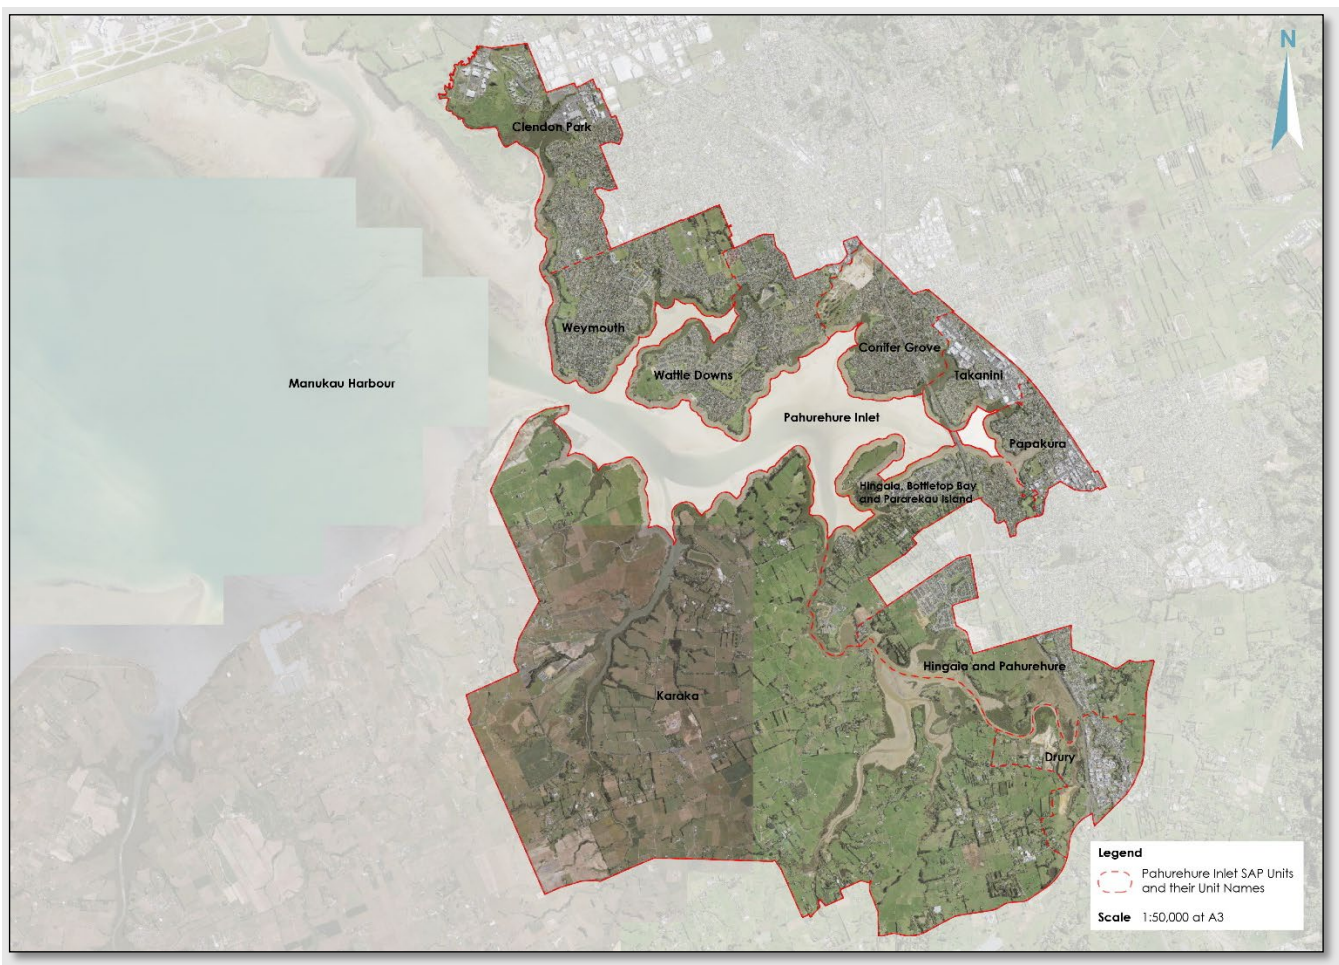 N
Clendon Park
Weymouth
Conifer Grove
Manukau Harbour
Wattle Downs
Takanini
Pahurehure Inlet
Papakura
Hingaia, Bottletop Bay
and Pararekau Island
Hingaia and Pahurehure
Karaka
Drury
Legend
Pahurehure Inlet SAP Units
and their Unit Names
Scale 1:50,000 at A3